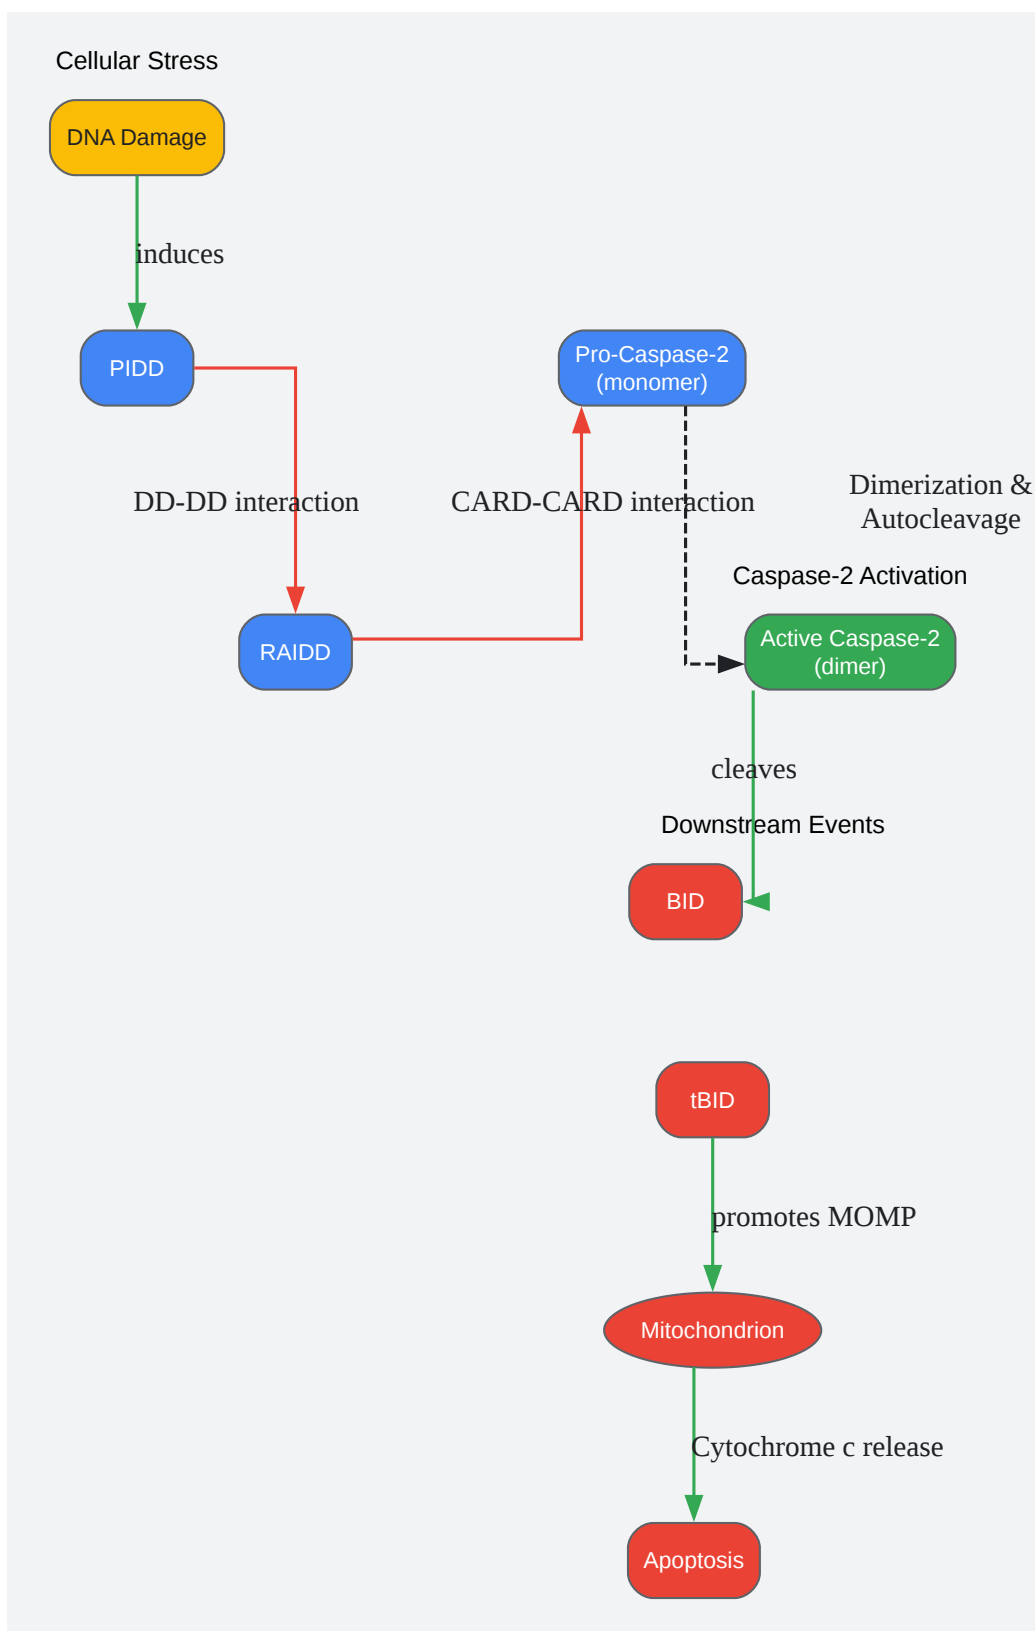 Cellular Stress
DNA Damage
induces
PIDD
Pro-Caspase-2
(monomer)
DD-DD interaction
CARD-CARD interaction
Dimerization &
Autocleavage
Caspase-2 Activation
RAIDD
Active Caspase-2
(dimer)
cleaves
Downstream Events
BID
tBID
promotes MOMP
Mitochondrion
Cytochrome c release
Apoptosis